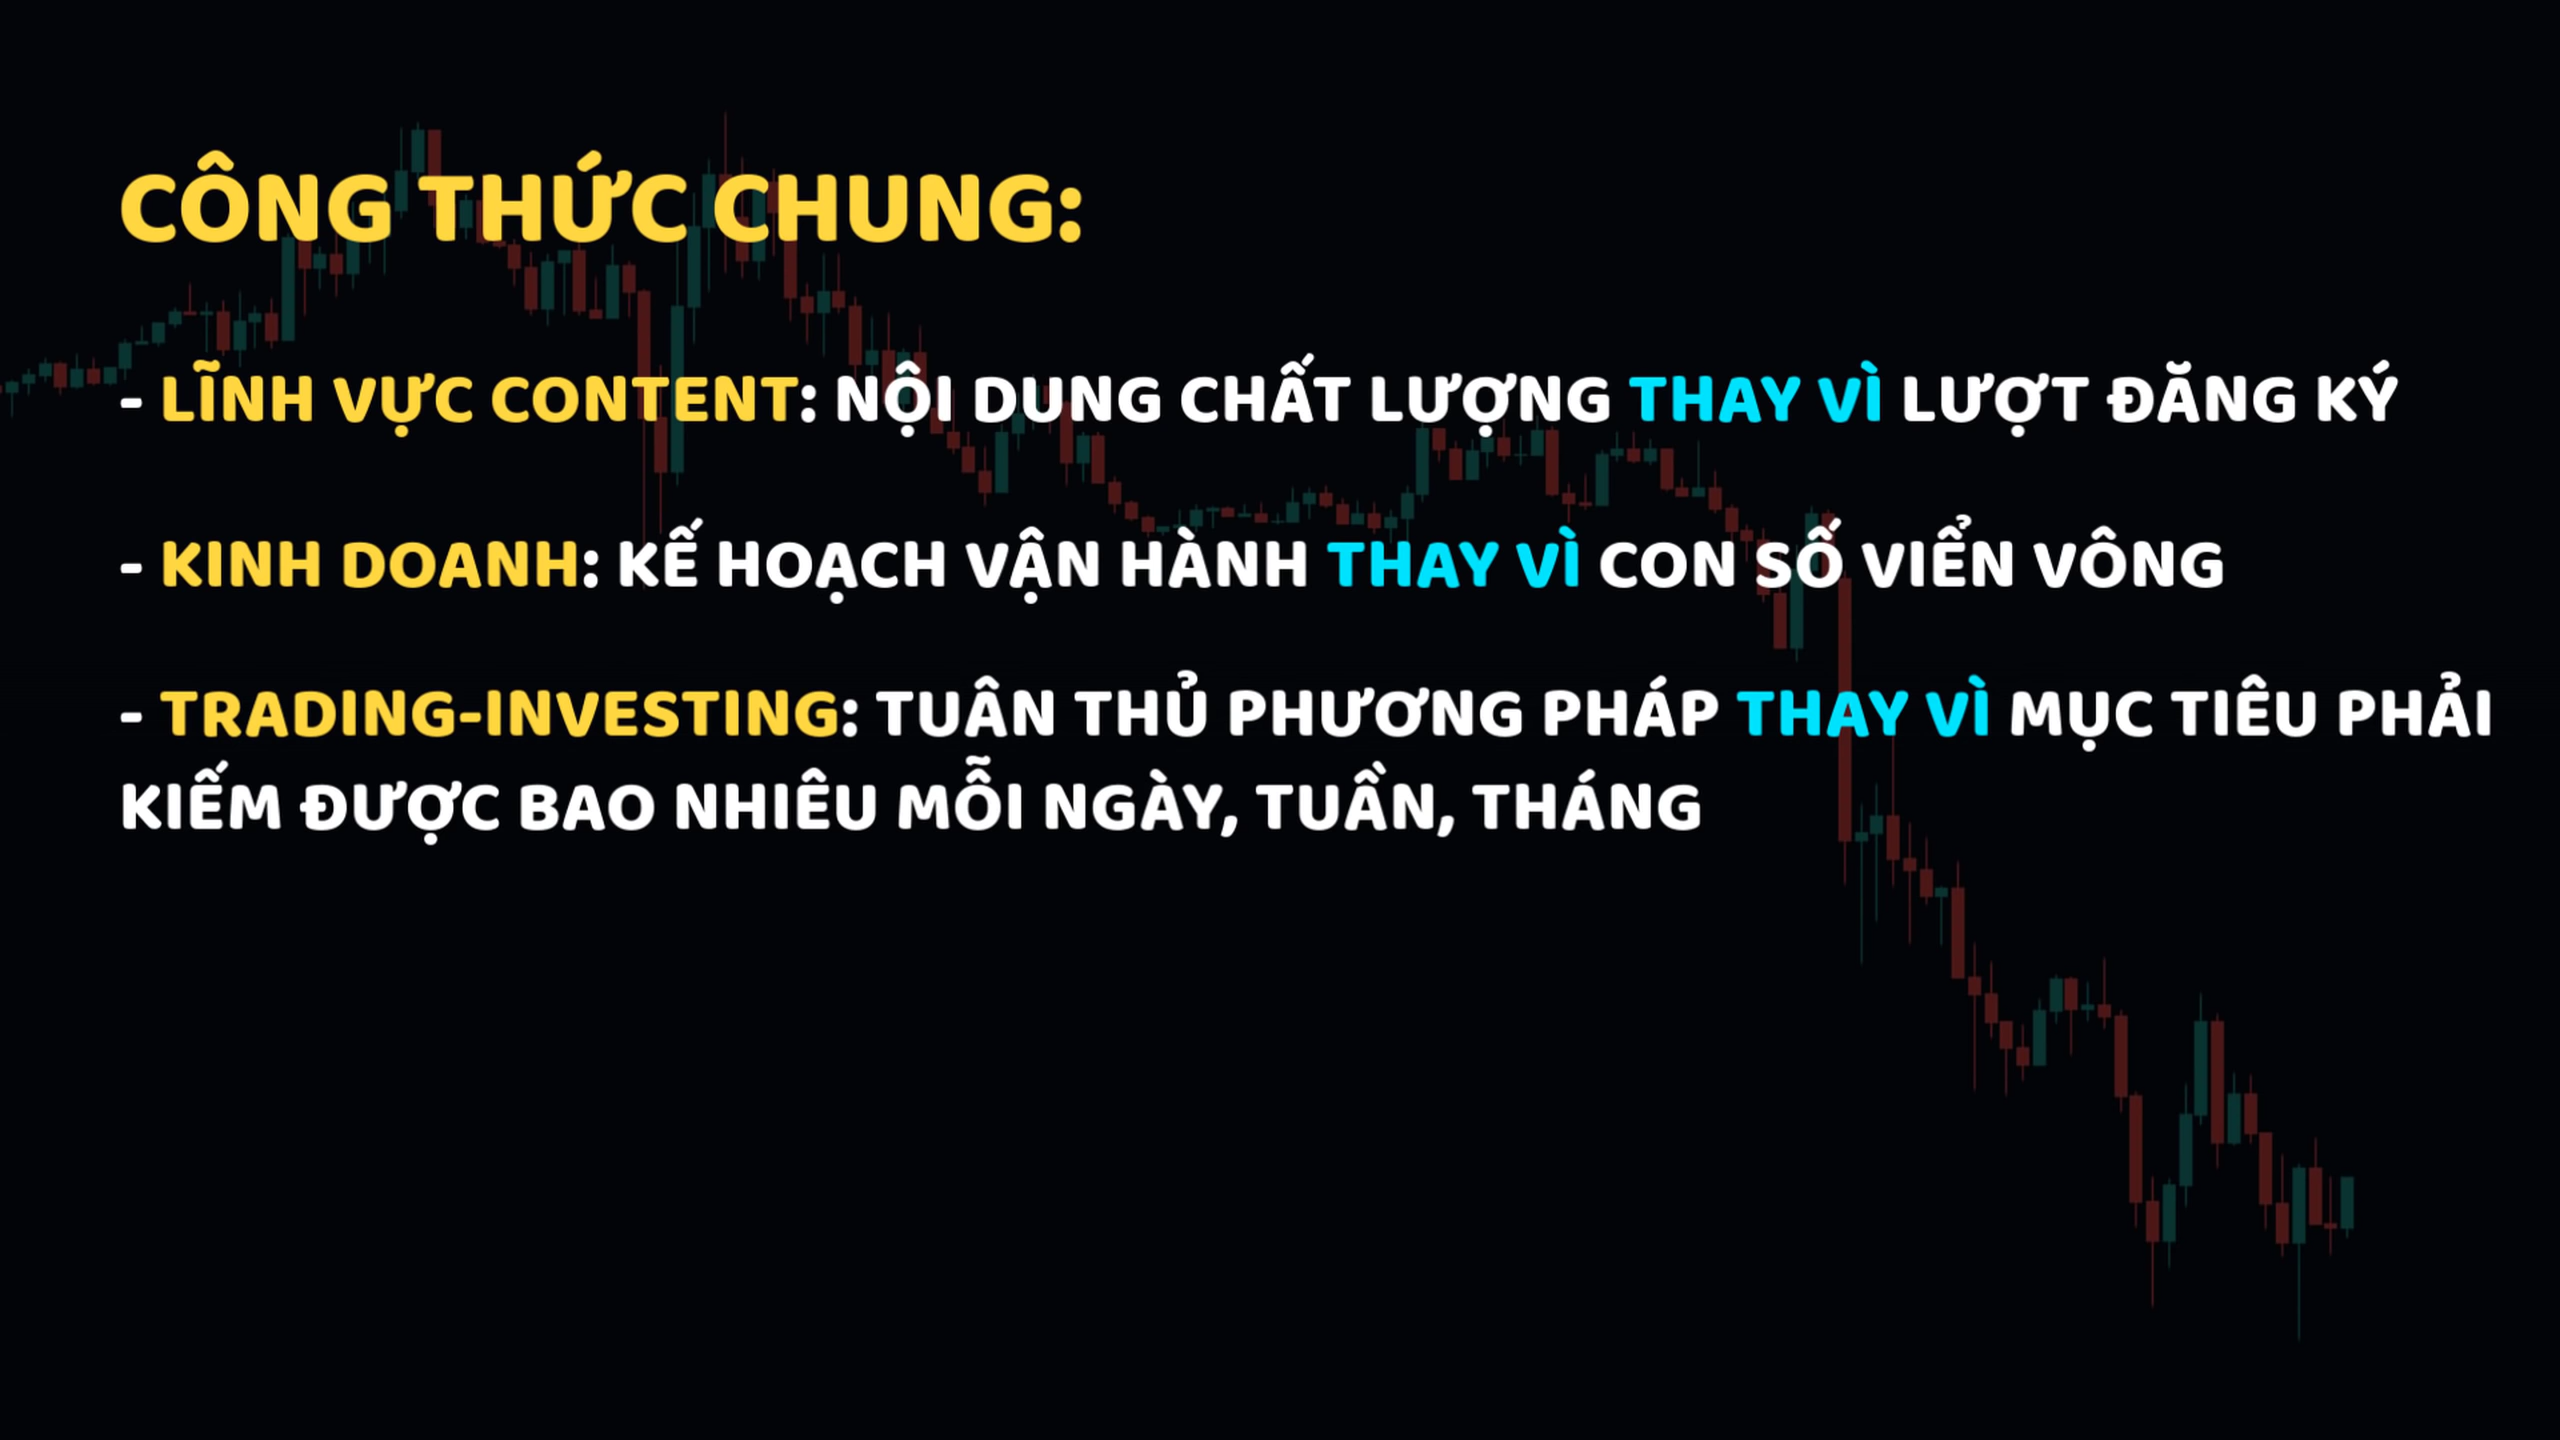 CÔNG THỨC CHUNG:
- LĨNH VỰC CONTENT: NỘI DUNG CHẤT LƯỢNG THAY VÌ LƯỢT ĐĂNG KÝ
- KINH DOANH: KẾ HOẠCH VẬN HÀNH THAY VÌ CON SỐ VIỂN VÔNG
- TRADING-INVESTING: TUÂN THỦ PHƯƠNG PHÁP THAY VÌ MỤC TIÊU PHẢI
KIẾM ĐƯỢC BAO NHIÊU MỖI NGÀY, TUẦN, THÁNG